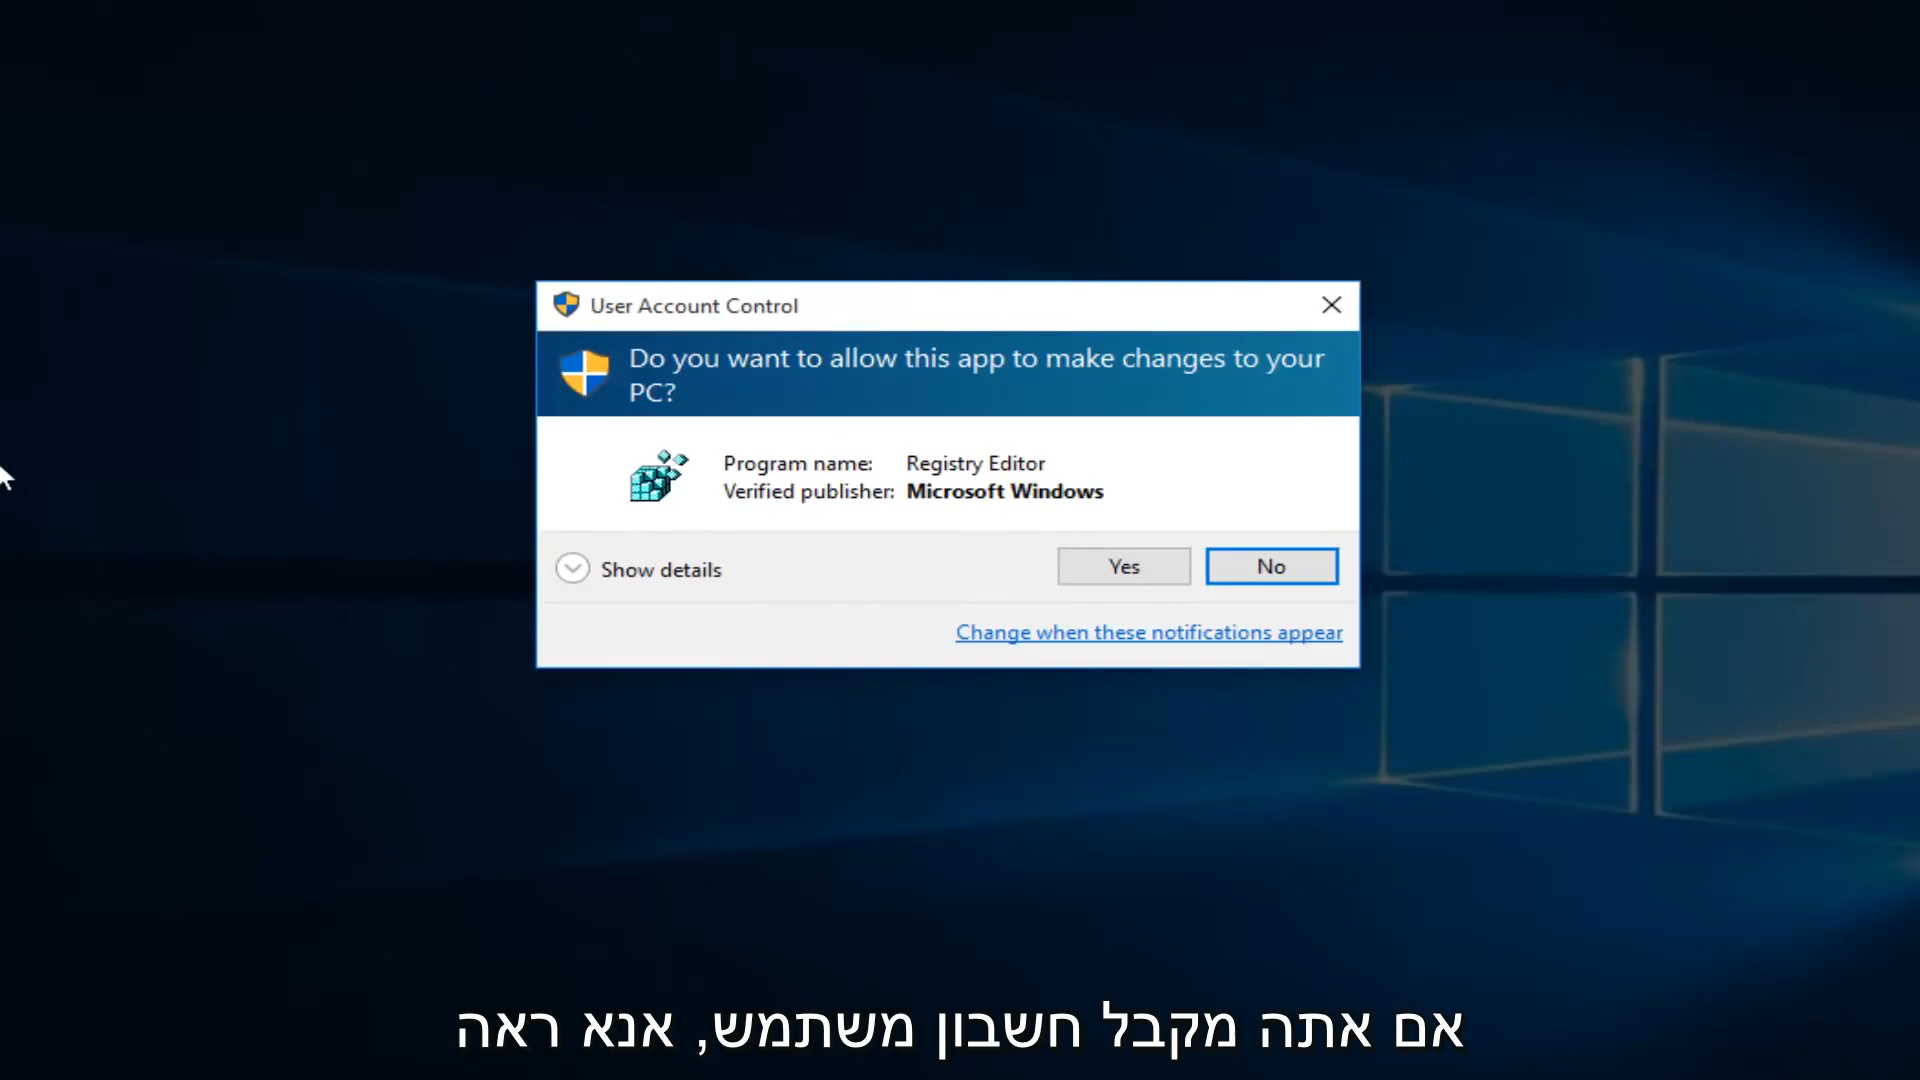 User Account Control
Do you want to allow this app to make changes to your
PC?
Program name: Registry Editor
Verified publisher: Microsoft Windows
Show details
Yes
No
Change when these notifications appear
אם אתה מקבל חשבון משתמש, אנא ראה